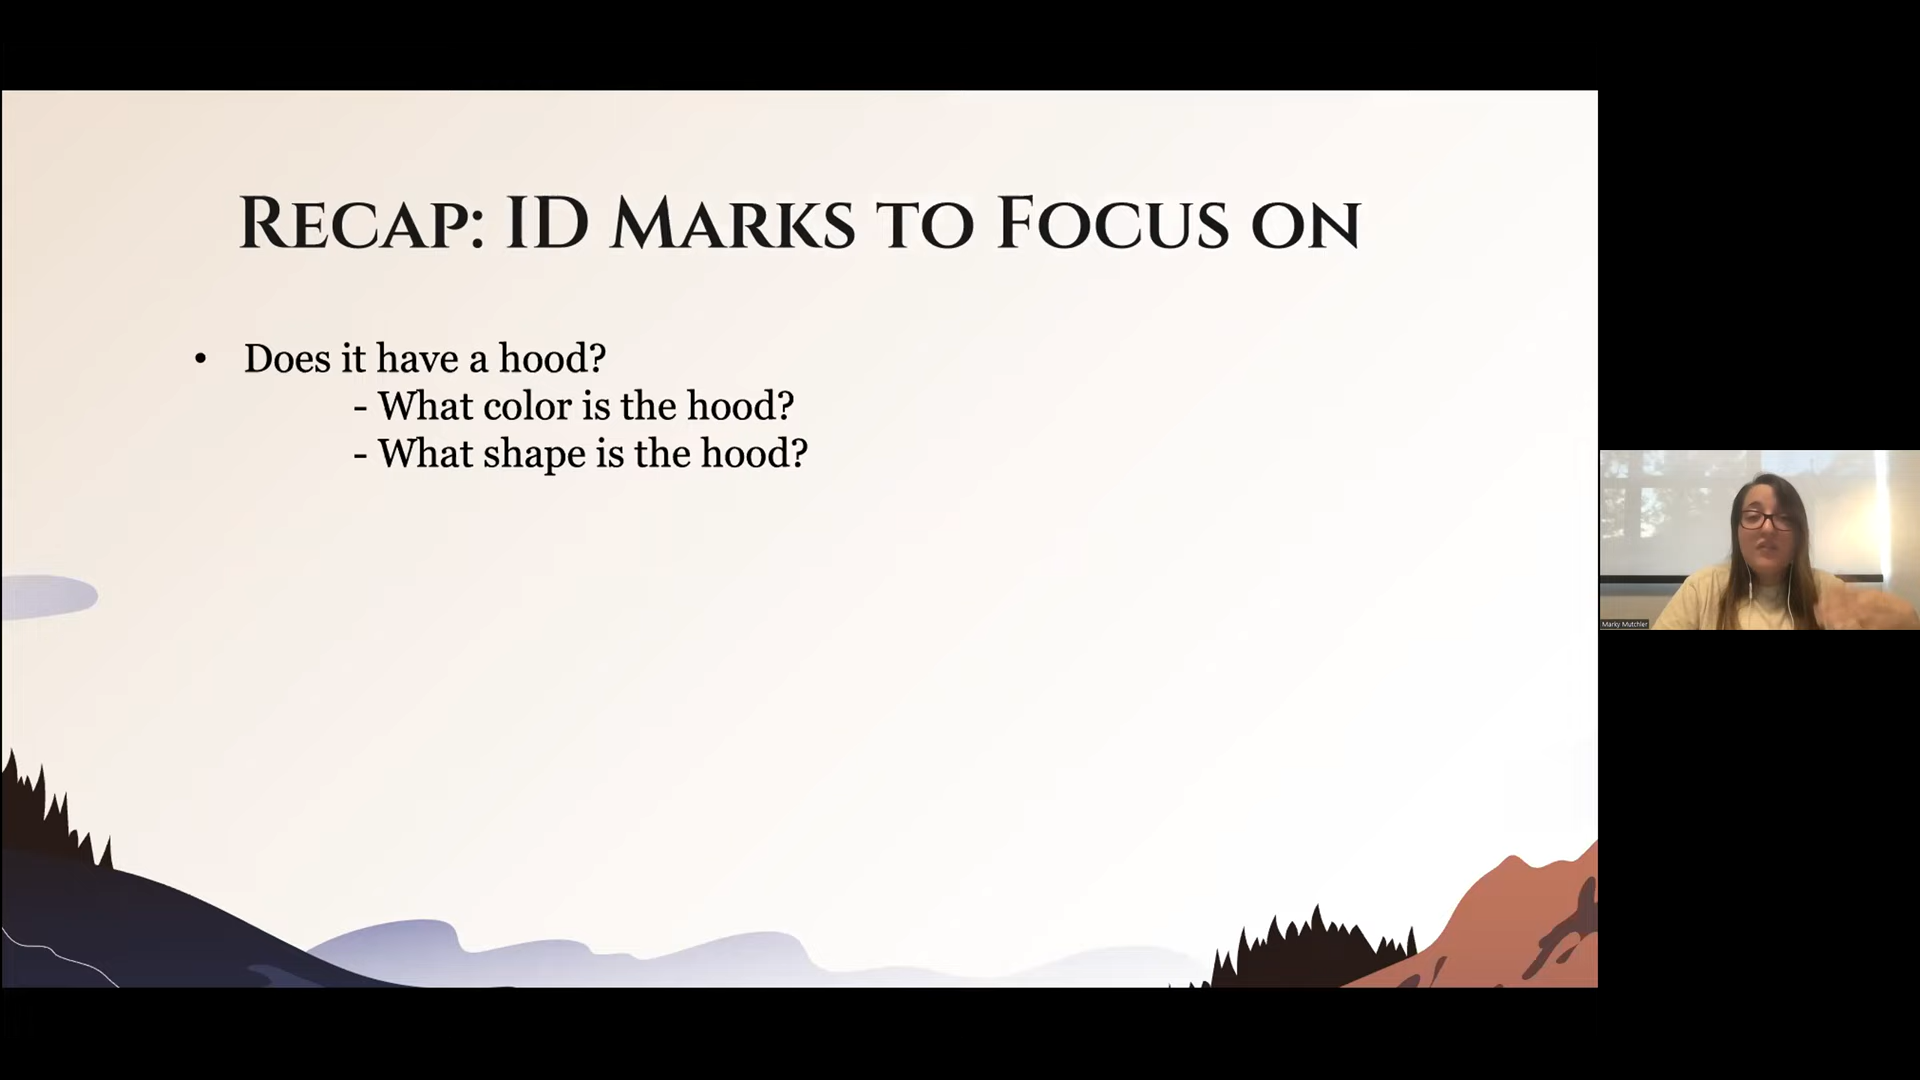 Recap: ID Marks to Focus on
• Does it have a hood?
- What color is the hood?
- What shape is the hood?
Marky Mutchler